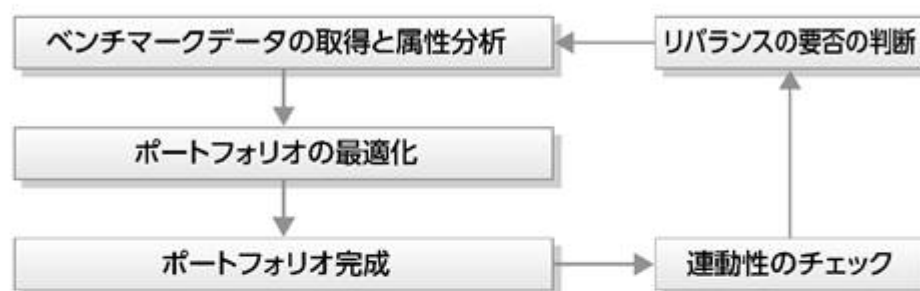 ベンチマークデータの取得と属性分析
リバランスの要否の判断
ポートフォリオの最適化
ポートフォリオ完成
連動性のチェック